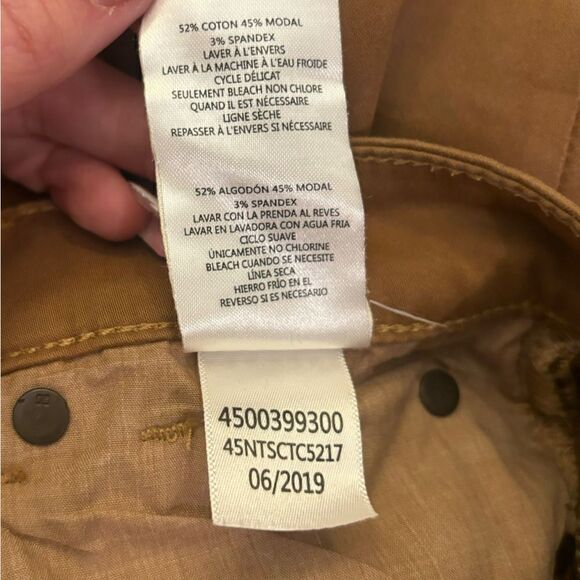 52% COTON 45% MODAL
3% SPANDEX
LAVER À L'ENVERS
LAVER À LA MACHINE À L'EAU FROIDE
CYCLE DÉLICAT
SEULEMENT BLEACH NON CHLORE
QUAND IL EST NÉCESSAIRE
LIGNE SÈCHE
REPASSER À L'ENVERS SI NÉCESSAIRE
52% ALGODÓN 45% MODAL
3% SPANDEX
LAVAR CON LA PRENDA AL REVES
LAVAR EN LAVADORA CON AGUA FRIA
CICLO SUAVE
ÚNICAMENTE NO CHLORINE
BLEACH CUANDO SE NECESITE
LÍNEA SECA
HIERRO FRÍO EN EL
REVERSO SI ES NECESARIO
4500399300
45NTSCTC5217
06/2019